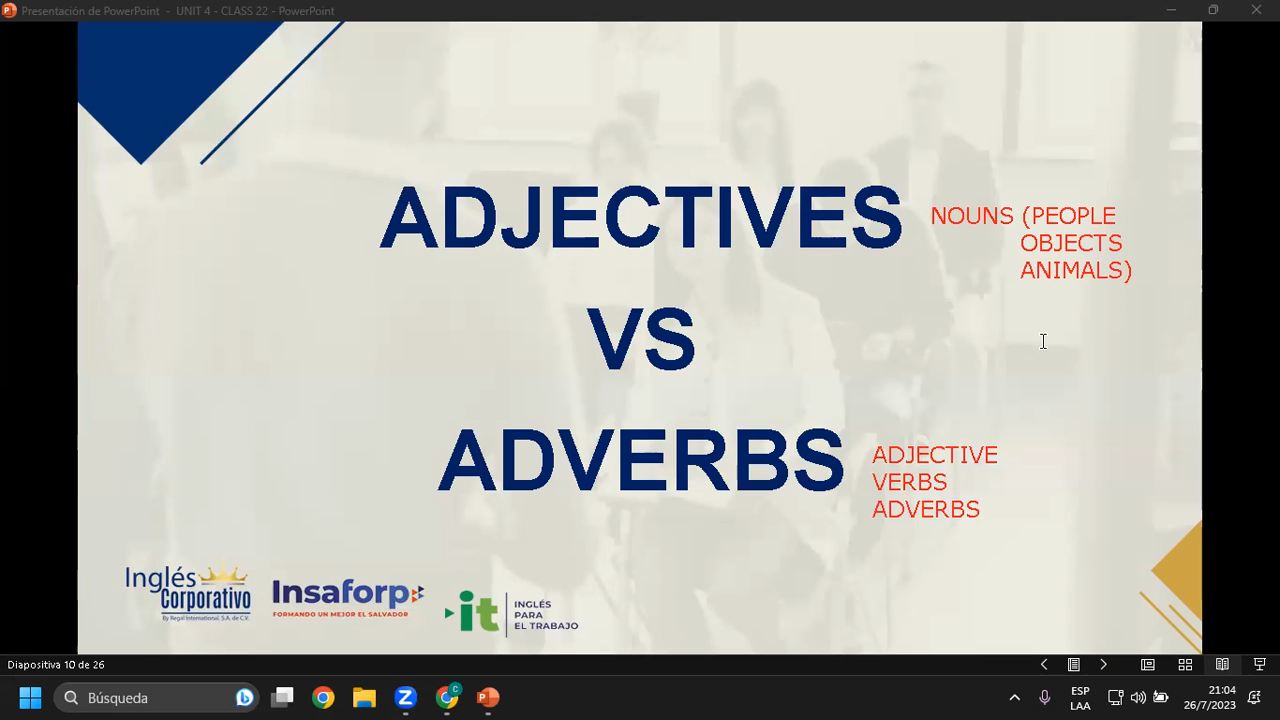 Presentación de PowerPoint - UNIT 4 - CLASS 22 - PowerPoint
ADJECTIVES
NOUNS (PEOPLE
OBJECTS
ANIMALS)
VS
ADVERBS
ADJECTIVE
VERBS
ADVERBS
Inglés
Corporativo
By Regal International, S.A. de C.V.
Insaforp
FORMANDO UN MEJOR EL SALVADOR
it
INGLÉS
PARA
EL TRABAJO
Diapositiva 10 de 26
Búsqueda
ESP
LAA
21:04
26/7/2023